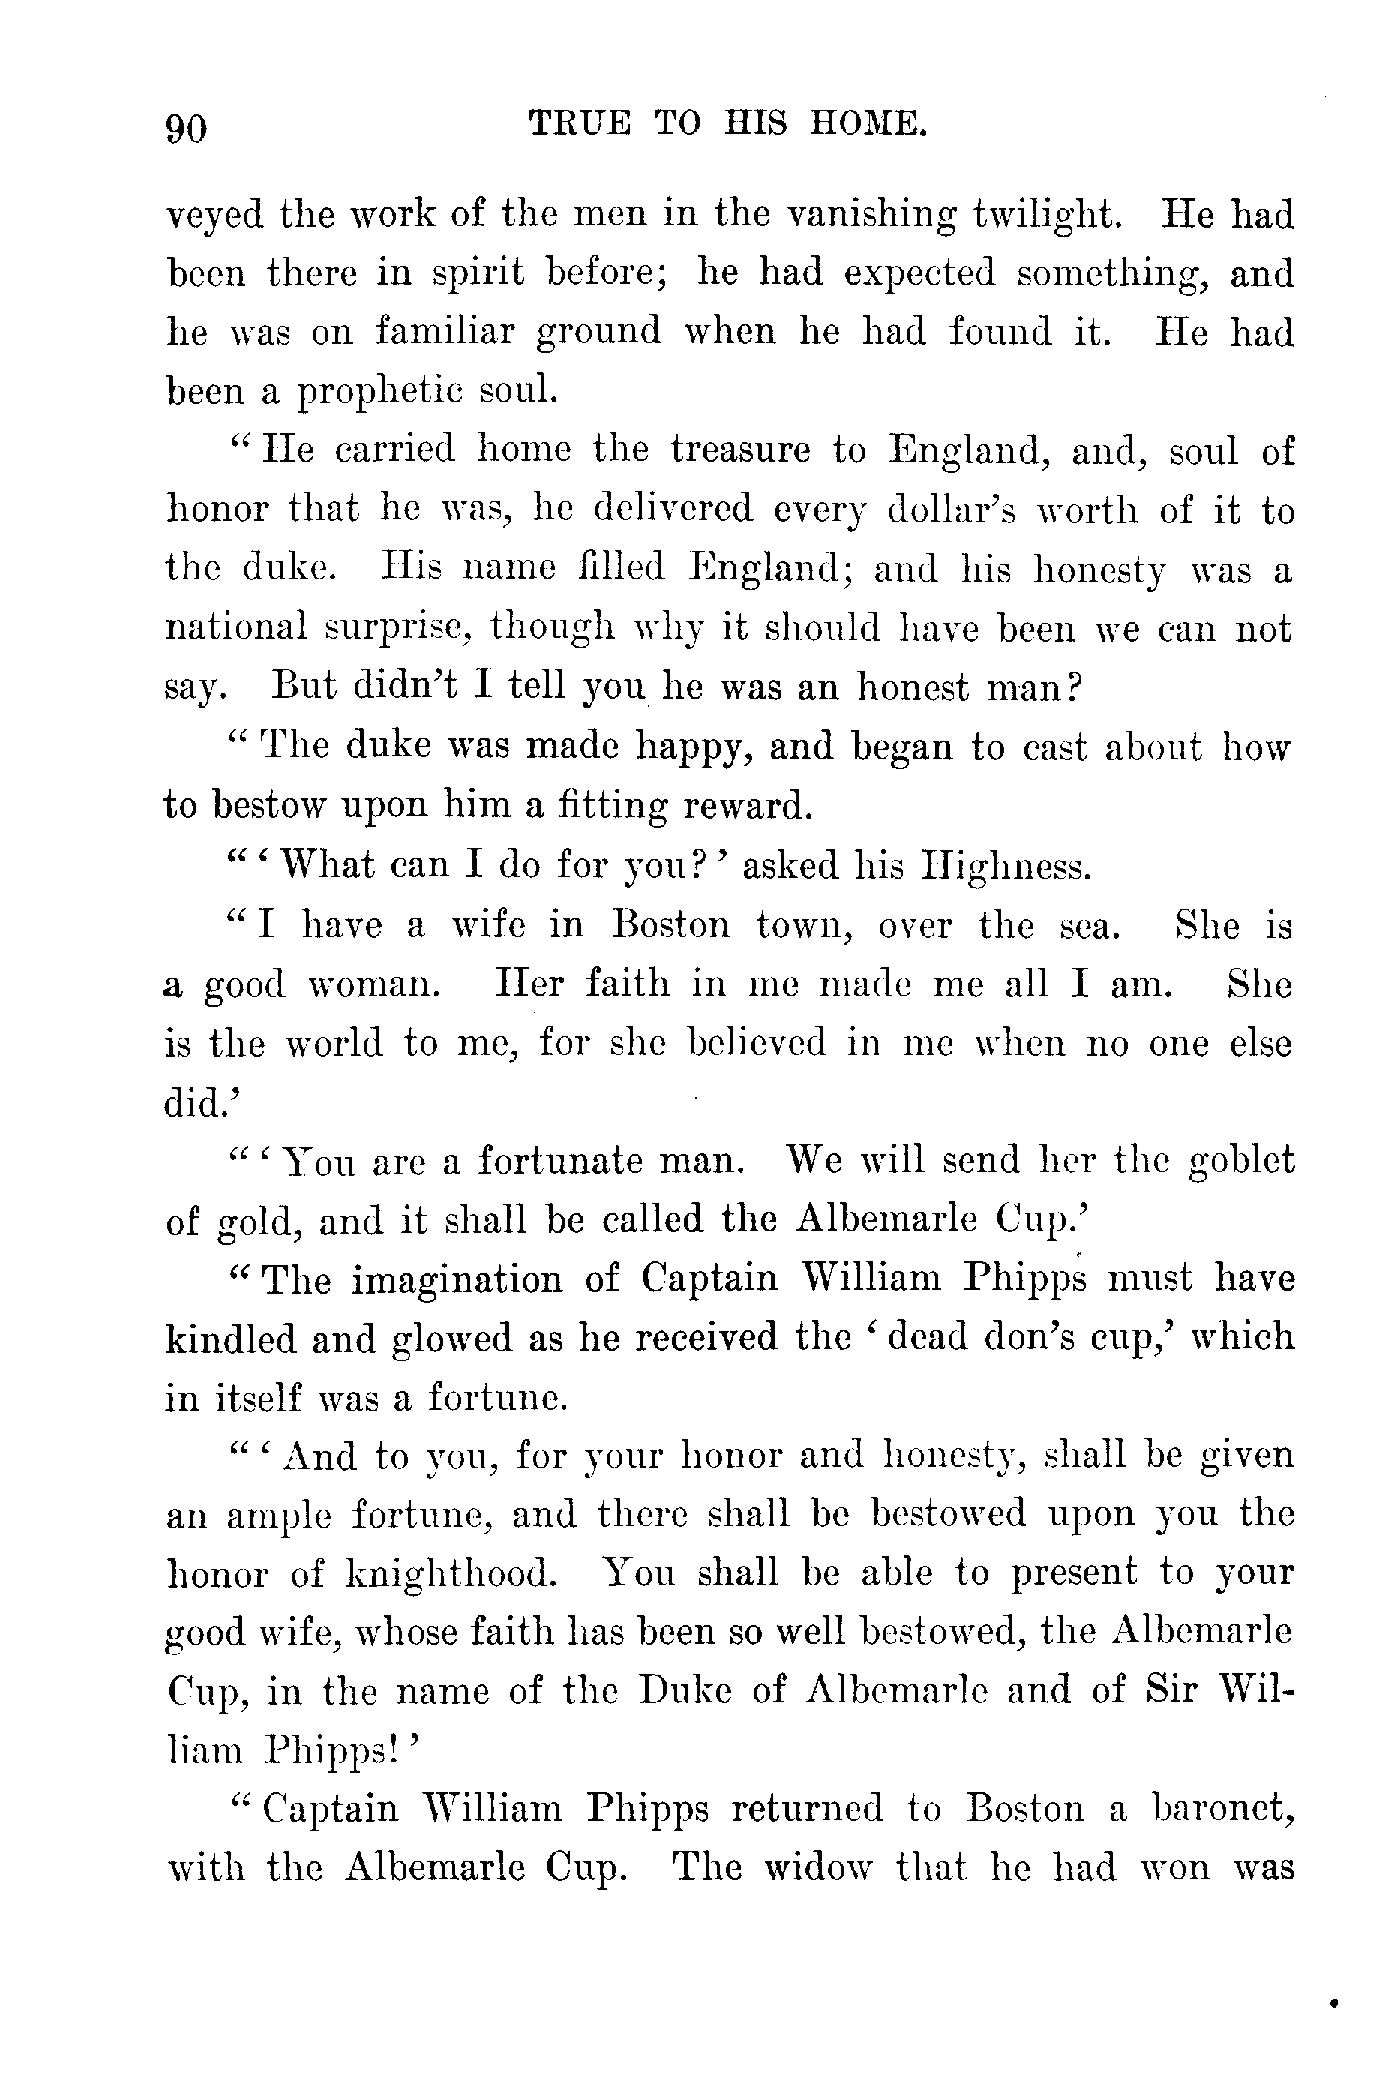 90 TRUE TO HIS HOME.
veyed the work of the men in the vanishing twilight. He had
been there in spirit before; he had expected something, and
he was on familiar ground when he had found it. He had
been a prophetic soul.
“He carried home the treasure to England, and, soul of
honor that he was, he delivered every dollar’s worth of it to
the duke. His name filled England; and his honesty was a
national surprise, though why it should have been we can not
say. But didn’t I tell you he was an honest man?
“The duke was made happy, and began to cast about how
to bestow upon him a fitting reward.
“‘What can I do for you?’ asked his Highness.
“I have a wife in Boston town, over the sea. She is
a good woman. Her faith in me made me all I am. She
is the world to me, for she believed in me when no one else
did.’
“‘You are a fortunate man. We will send her the goblet
of gold, and it shall be called the Albemarle Cup.’
“The imagination of Captain William Phipps must have
kindled and glowed as he received the ‘dead don’s cup,’ which
in itself was a fortune.
“‘And to you, for your honor and honesty, shall be given
an ample fortune, and there shall be bestowed upon you the
honor of knighthood. You shall be able to present to your
good wife, whose faith has been so well bestowed, the Albemarle
Cup, in the name of the Duke of Albemarle and of Sir Wil-
liam Phipps!’
“Captain William Phipps returned to Boston a baronet,
with the Albemarle Cup. The widow that he had won was